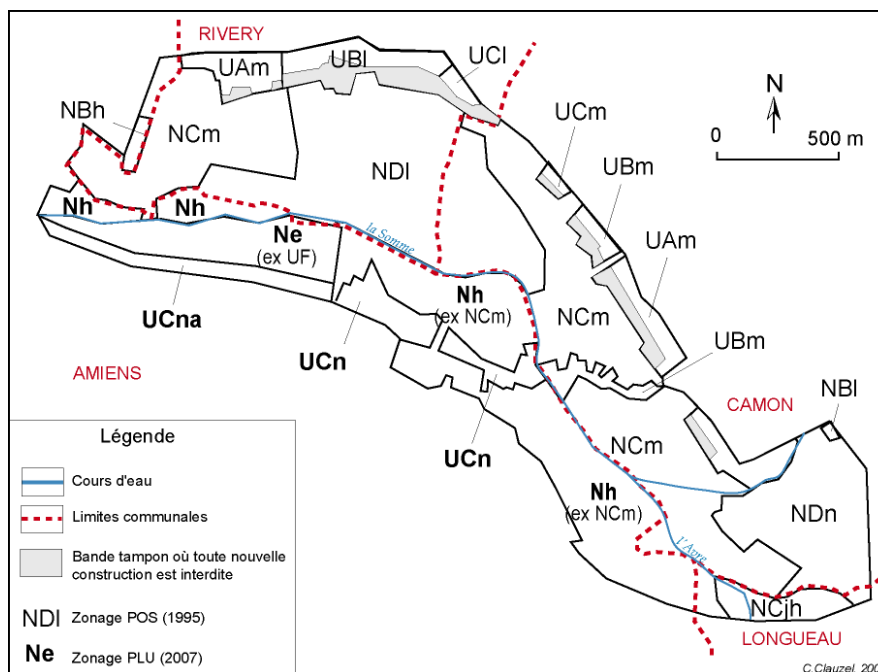 RIVERY
UAm
UBl
UCl
N
0
500 m
NBh
NCm
UCm
NDl
UBm
Nh
Nh
la Somme
Ne
(ex UF)
UAm
Nh
(ex NCm)
NCm
UCna
UCn
UBm
AMIENS
CAMON
NBl
UCn
NCm
Nh
(ex NCm)
NDn
l'Avre
NCjh
LONGUEAU
Légende
Cours d'eau
Limites communales
Bande tampon où toute nouvelle
construction est interdite
NDl Zonage POS (1995)
Ne Zonage PLU (2007)
C.Clauzel, 200